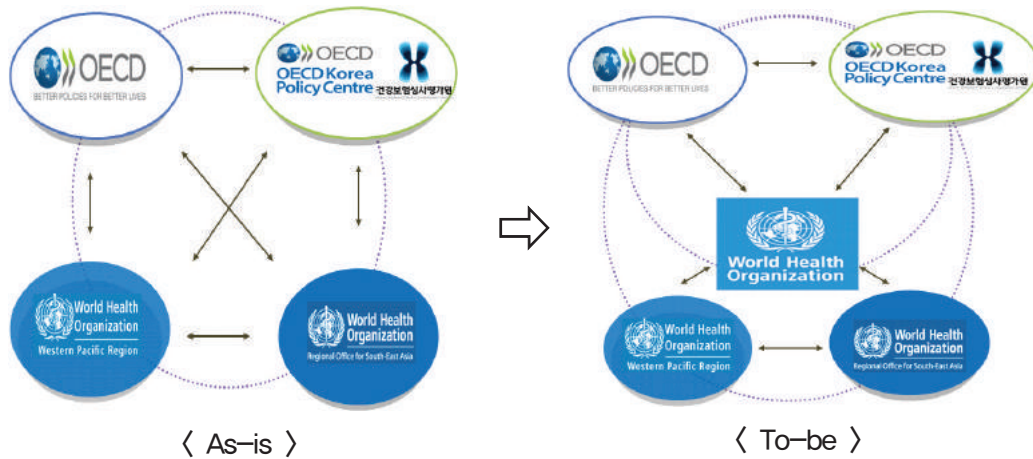 OECD
BETTER POLICIES FOR BETTER LIVES
OECD
OECD Korea
Policy Centre
건강보험심사평가원
World Health
Organization
Western Pacific Region
World Health
Organization
Regional Office for South-East Asia
〈 As-is 〉
OECD
BETTER POLICIES FOR BETTER LIVES
OECD
OECD Korea
Policy Centre
건강보험심사평가원
World Health
Organization
World Health
Organization
Western Pacific Region
World Health
Organization
Regional Office for South-East Asia
〈 To-be 〉